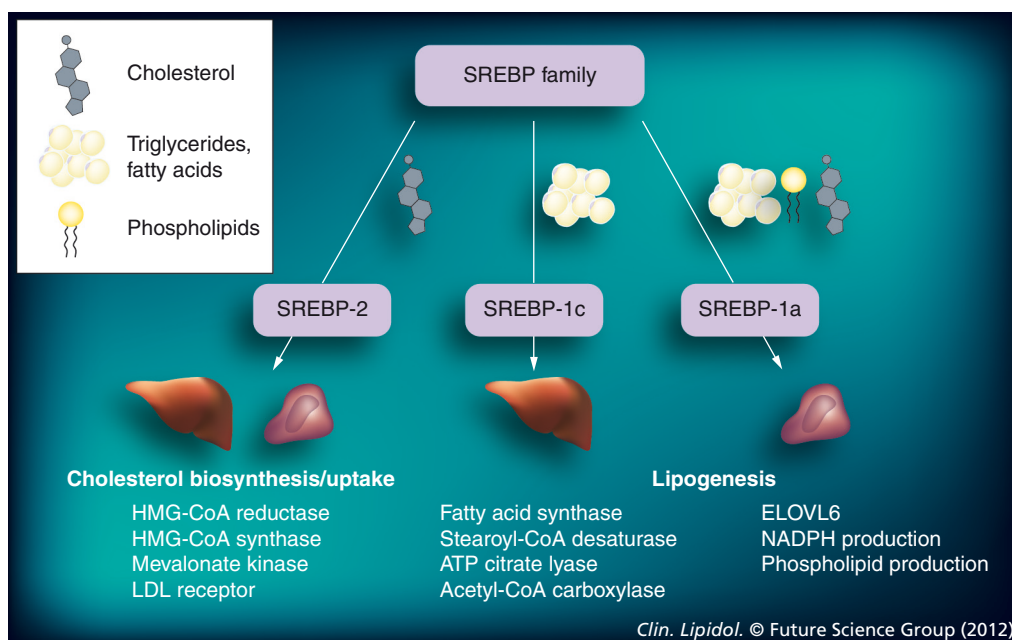 Cholesterol
Triglycerides,
fatty acids
Phospholipids
SREBP family
SREBP-2
SREBP-1c
SREBP-1a
Cholesterol biosynthesis/uptake
HMG-CoA reductase
HMG-CoA synthase
Mevalonate kinase
LDL receptor
Lipogenesis
Fatty acid synthase
Stearoyl-CoA desaturase
ATP citrate lyase
Acetyl-CoA carboxylase
ELOVL6
NADPH production
Phospholipid production
Clin. Lipidol. © Future Science Group (2012)